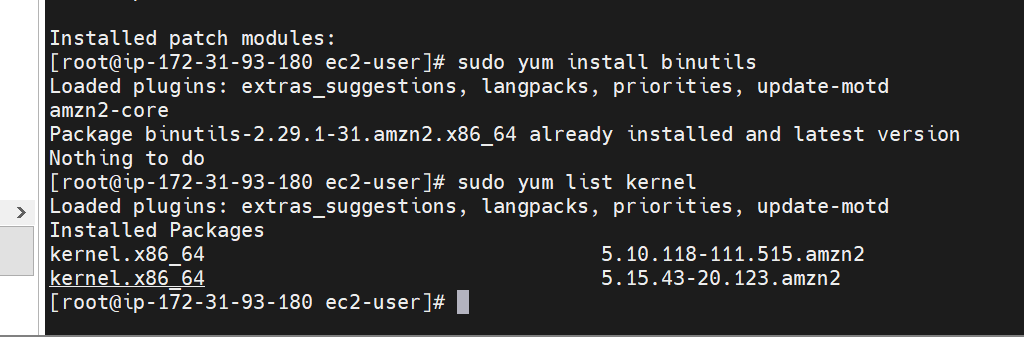 Installed patch modules:
[root@ip-172-31-93-180 ec2-user]# sudo yum install binutils
Loaded plugins: extras_suggestions, langpacks, priorities, update-motd
amzn2-core
Package binutils-2.29.1-31.amzn2.x86_64 already installed and latest version
Nothing to do
[root@ip-172-31-93-180 ec2-user]# sudo yum list kernel
Loaded plugins: extras_suggestions, langpacks, priorities, update-motd
Installed Packages
kernel.x86_64 5.10.118-111.515.amzn2
kernel.x86_64 5.15.43-20.123.amzn2
[root@ip-172-31-93-180 ec2-user]#